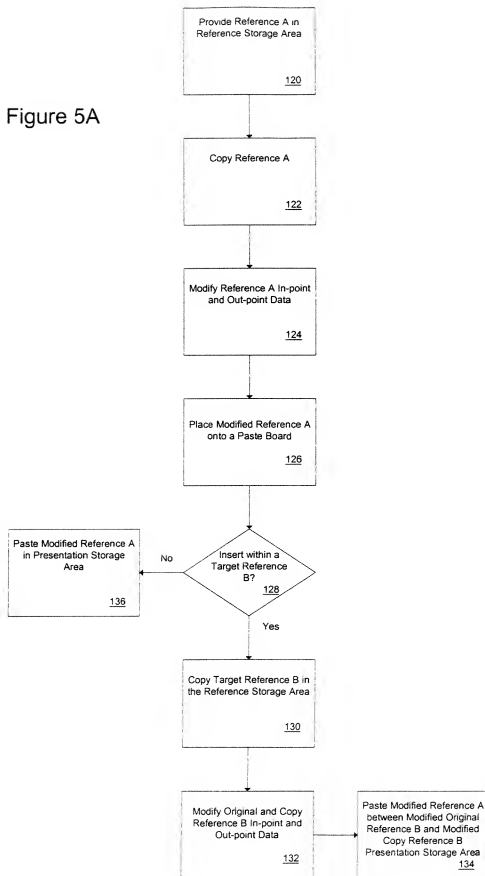 Figure 5A
Provide Reference A in
Reference Storage Area
120
Copy Reference A
122
Modify Reference A In-point
and Out-point Data
124
Place Modified Reference A
onto a Paste Board
126
Insert within a
Target Reference
B?
128
No
Paste Modified Reference A
in Presentation Storage
Area
136
Yes
Copy Target Reference B in
the Reference Storage Area
130
Modify Original and Copy
Reference B In-point and
Out-point Data
132
Paste Modified Reference A
between Modified Original
Reference B and Modified
Copy Reference B
Presentation Storage Area
134